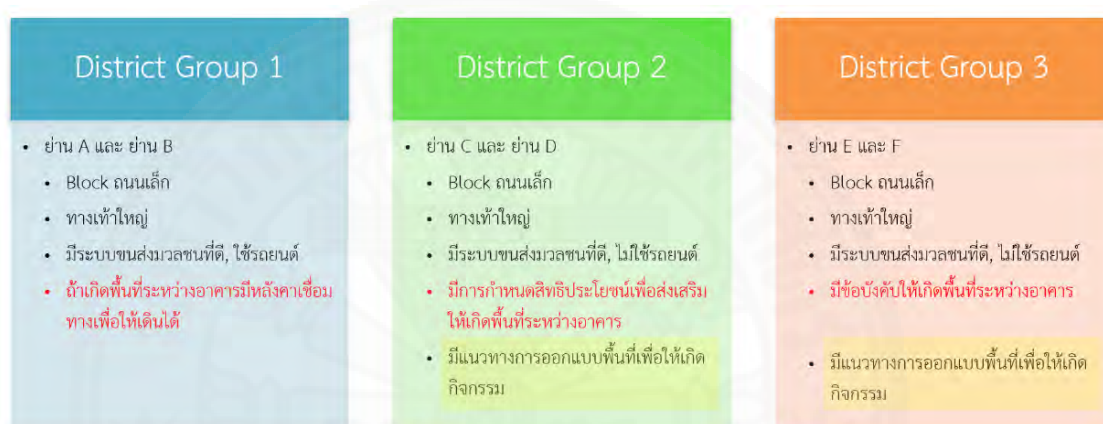 District Group 1
• ย่าน A และ ย่าน B
• Block ถนนเล็ก
• ทางเท้าใหญ่
• มีระบบขนส่งมวลชนที่ดี, ใช้รถยนต์
• ถ้าเกิดพื้นที่ระหว่างอาคารมีหลังคาเชื่อม
ทางเพื่อให้เดินได้
District Group 2
• ย่าน C และ ย่าน D
• Block ถนนเล็ก
• ทางเท้าใหญ่
• มีระบบขนส่งมวลชนที่ดี, ไม่ใช้รถยนต์
• มีการกำหนดสิทธิประโยชน์เพื่อส่งเสริม
ให้เกิดพื้นที่ระหว่างอาคาร
• มีแนวทางการออกแบบพื้นที่เพื่อให้เกิด
กิจกรรม
District Group 3
• ย่าน E และ F
• Block ถนนเล็ก
• ทางเท้าใหญ่
• มีระบบขนส่งมวลชนที่ดี, ไม่ใช้รถยนต์
• มีข้อบังคับให้เกิดพื้นที่ระหว่างอาคาร
• มีแนวทางการออกแบบพื้นที่เพื่อให้เกิด
กิจกรรม